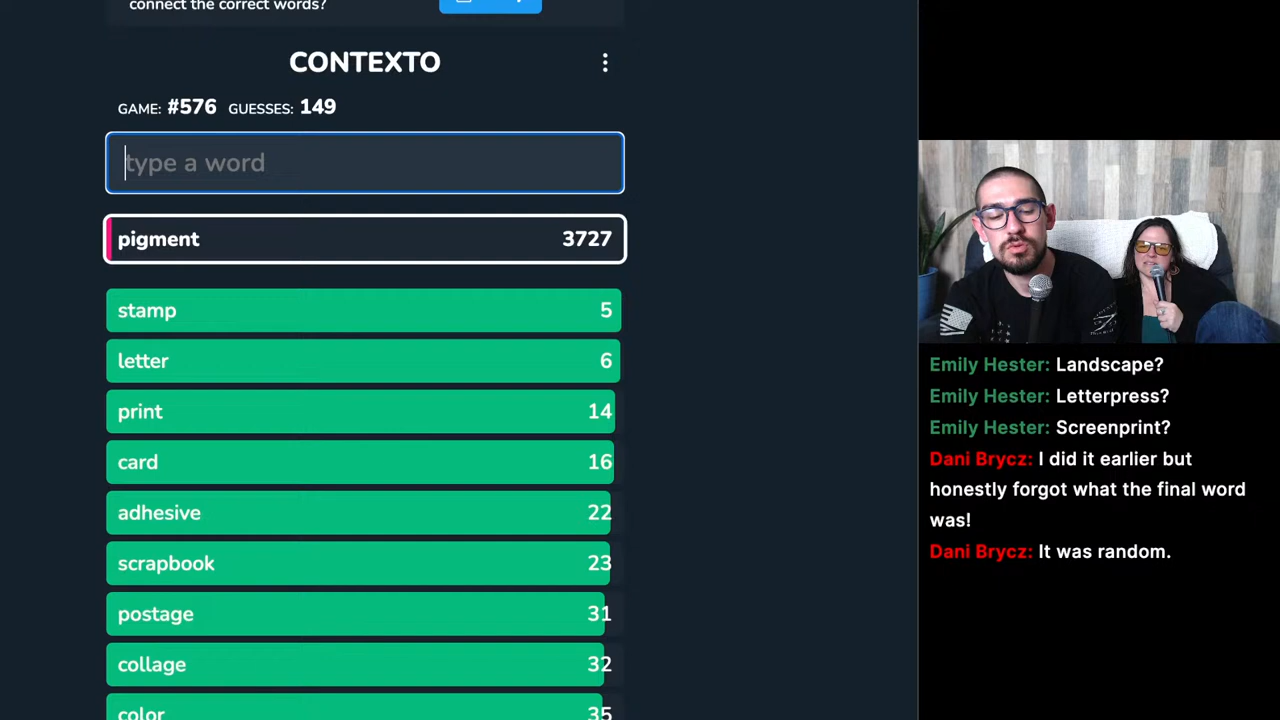 connect the correct words?
CONTEXTO
GAME: #576 GUESSES: 149
type a word
pigment 3727
stamp 5
letter 6
print 14
card 16
adhesive 22
scrapbook 23
postage 31
collage 32
color 35
Emily Hester: Landscape?
Emily Hester: Letterpress?
Emily Hester: Screenprint?
Dani Brycz: I did it earlier but
honestly forgot what the final word
was!
Dani Brycz: It was random.